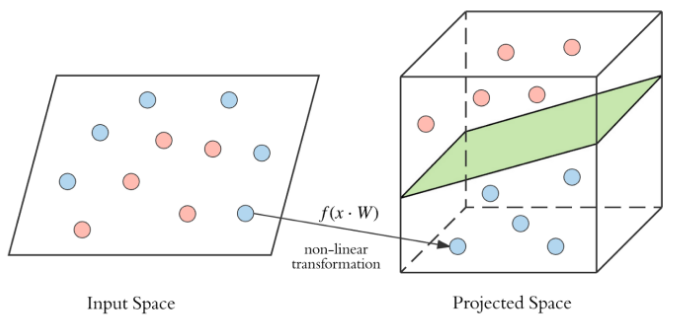 f(x · W)
non-linear
transformation
Input Space
Projected Space